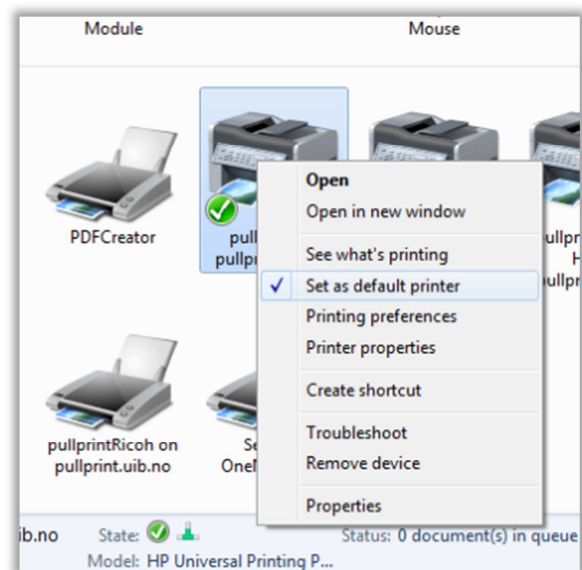 Module
Mouse
PDFCreator
Open
Open in new window
See what's printing
Set as default printer
Printing preferences
Printer properties
Create shortcut
Troubleshoot
Remove device
Properties
pullprintRicoh on
pullprint.uib.no
State:
Status: 0 document(s) in queue
Model: HP Universal Printing P...